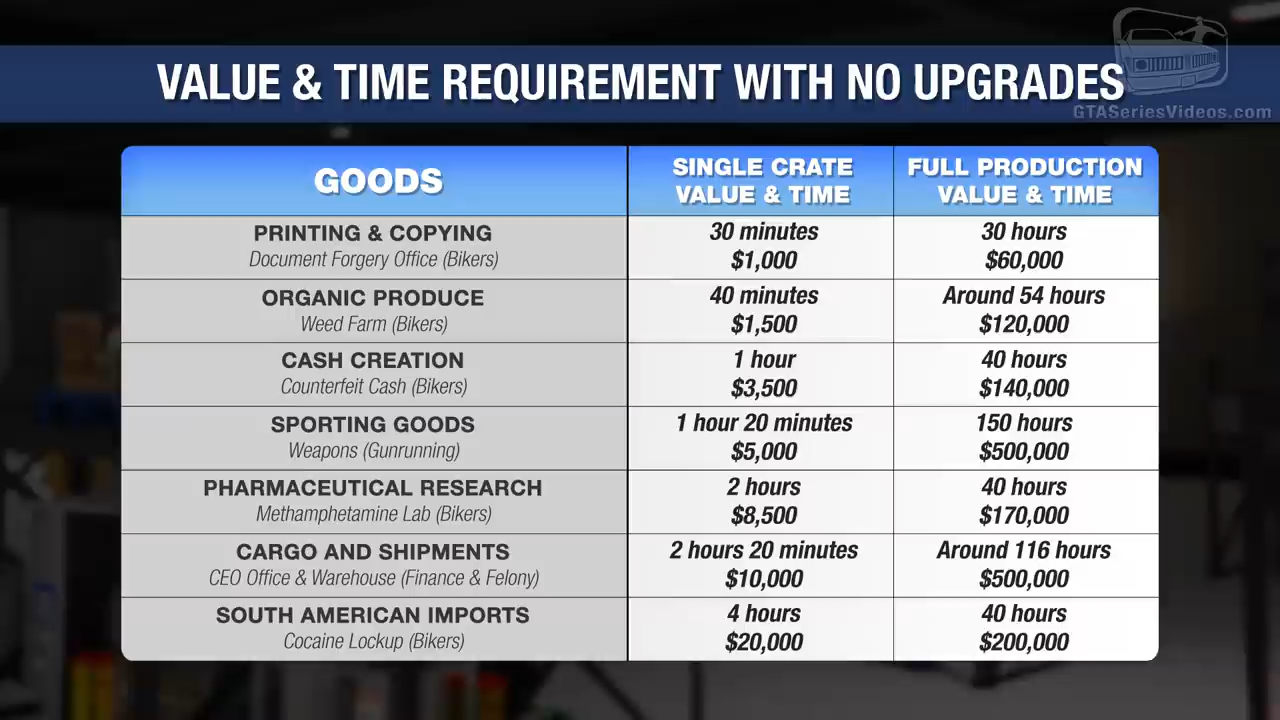 VALUE & TIME REQUIREMENT WITH NO UPGRADES
GTASeriesVideos.com
GOODS
SINGLE CRATE
VALUE & TIME
FULL PRODUCTION
VALUE & TIME
PRINTING & COPYING
Document Forgery Office (Bikers)
30 minutes
$1,000
30 hours
$60,000
ORGANIC PRODUCE
Weed Farm (Bikers)
40 minutes
$1,500
Around 54 hours
$120,000
CASH CREATION
Counterfeit Cash (Bikers)
1 hour
$3,500
40 hours
$140,000
SPORTING GOODS
Weapons (Gunrunning)
1 hour 20 minutes
$5,000
150 hours
$500,000
PHARMACEUTICAL RESEARCH
Methamphetamine Lab (Bikers)
2 hours
$8,500
40 hours
$170,000
CARGO AND SHIPMENTS
CEO Office & Warehouse (Finance & Felony)
2 hours 20 minutes
$10,000
Around 116 hours
$500,000
SOUTH AMERICAN IMPORTS
Cocaine Lockup (Bikers)
4 hours
$20,000
40 hours
$200,000